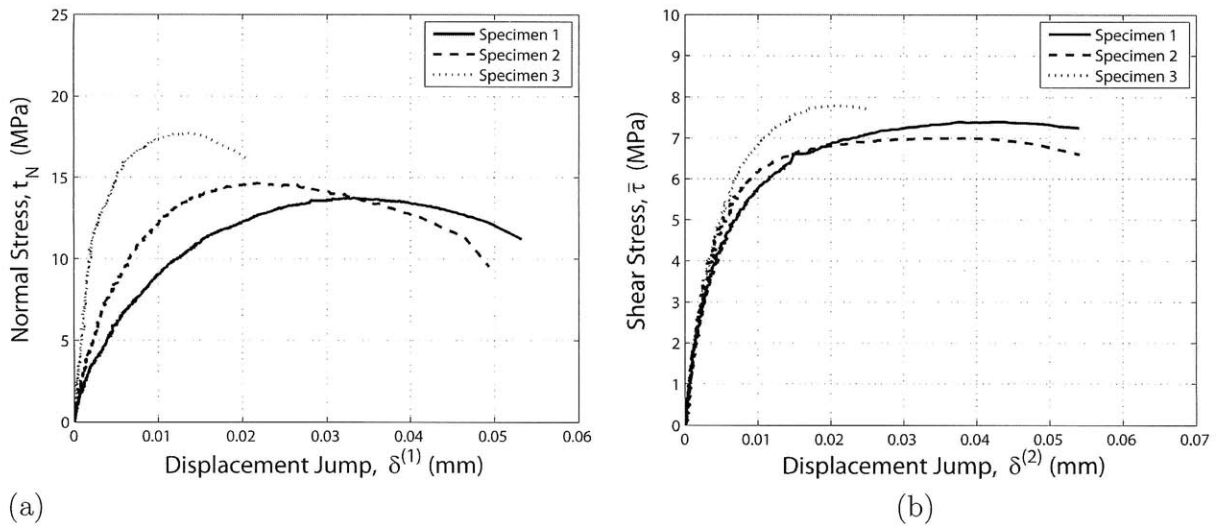 25
20
15
10
5
0
Normal Stress, t_N (MPa)
Specimen 1
Specimen 2
Specimen 3
0 0.01 0.02 0.03 0.04 0.05 0.06
Displacement Jump, δ^(1) (mm)
(a)
10
9
8
7
6
5
4
3
2
1
0
Shear Stress, τ̄ (MPa)
Specimen 1
Specimen 2
Specimen 3
0 0.01 0.02 0.03 0.04 0.05 0.06 0.07
Displacement Jump, δ^(2) (mm)
(b)